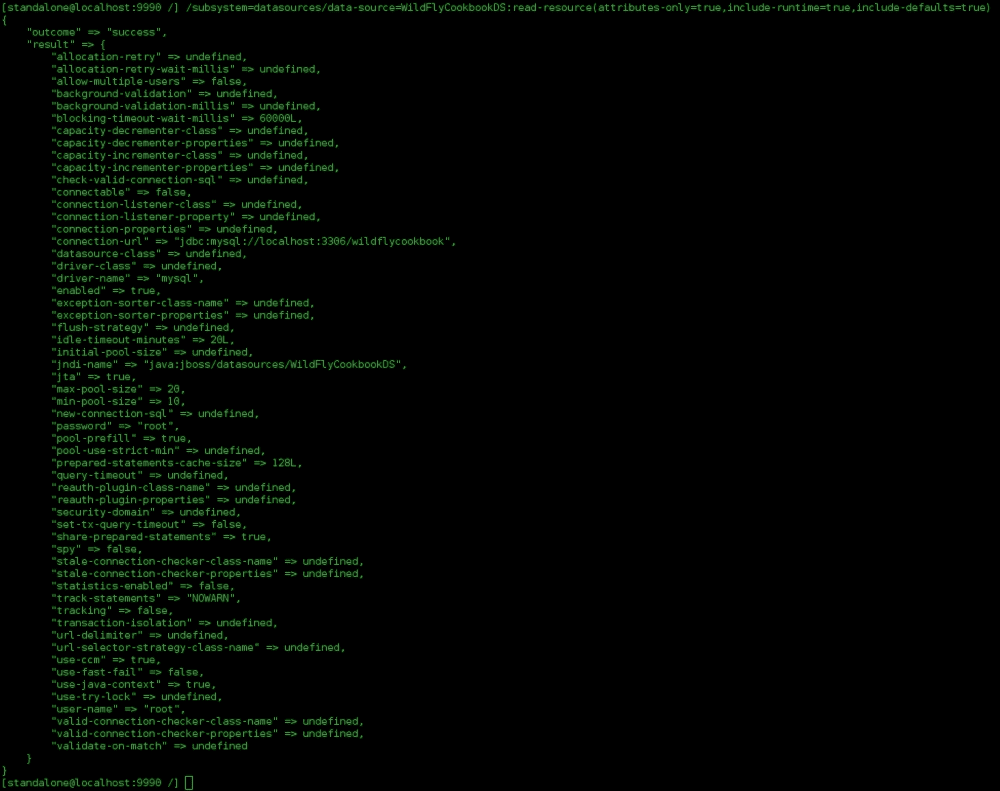 [standalone@localhost:9990 /] /subsystem=datasources/data-source=WildFlyCookbookDS:read-resource(attributes-only=true,include-runtime=true,include-defaults=true)
{
    "outcome" => "success",
    "result" => {
        "allocation-retry" => undefined,
        "allocation-retry-wait-millis" => undefined,
        "allow-multiple-users" => false,
        "background-validation" => undefined,
        "background-validation-millis" => undefined,
        "blocking-timeout-wait-millis" => 60000L,
        "capacity-decrementer-class" => undefined,
        "capacity-decrementer-properties" => undefined,
        "capacity-incrementer-class" => undefined,
        "capacity-incrementer-properties" => undefined,
        "check-valid-connection-sql" => undefined,
        "connectable" => false,
        "connection-listener-class" => undefined,
        "connection-listener-property" => undefined,
        "connection-properties" => undefined,
        "connection-url" => "jdbc:mysql://localhost:3306/wildflycookbook",
        "datasource-class" => undefined,
        "driver-class" => undefined,
        "driver-name" => "mysql",
        "enabled" => true,
        "exception-sorter-class-name" => undefined,
        "exception-sorter-properties" => undefined,
        "flush-strategy" => undefined,
        "idle-timeout-minutes" => 20L,
        "initial-pool-size" => undefined,
        "jndi-name" => "java:jboss/datasources/WildFlyCookbookDS",
        "jta" => true,
        "max-pool-size" => 20,
        "min-pool-size" => 10,
        "new-connection-sql" => undefined,
        "password" => "root",
        "pool-prefill" => true,
        "pool-use-strict-min" => undefined,
        "prepared-statements-cache-size" => 128L,
        "query-timeout" => undefined,
        "reauth-plugin-class-name" => undefined,
        "reauth-plugin-properties" => undefined,
        "security-domain" => undefined,
        "set-tx-query-timeout" => false,
        "share-prepared-statements" => true,
        "spy" => false,
        "stale-connection-checker-class-name" => undefined,
        "stale-connection-checker-properties" => undefined,
        "statistics-enabled" => false,
        "track-statements" => "NOWARN",
        "tracking" => false,
        "transaction-isolation" => undefined,
        "url-delimiter" => undefined,
        "url-selector-strategy-class-name" => undefined,
        "use-ccm" => true,
        "use-fast-fail" => false,
        "use-java-context" => true,
        "use-try-lock" => undefined,
        "user-name" => "root",
        "valid-connection-checker-class-name" => undefined,
        "valid-connection-checker-properties" => undefined,
        "validate-on-match" => undefined
    }
}
[standalone@localhost:9990 /]